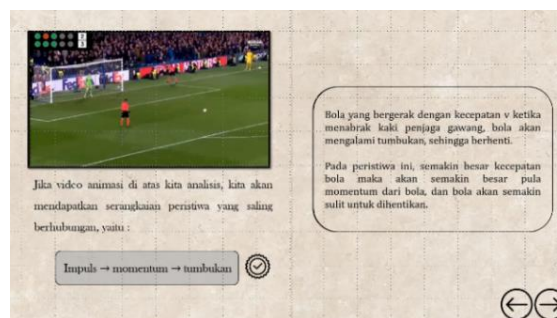 2
3
Jika video animasi di atas kita analisis, kita akan
mendapatkan serangkaian peristiwa yang saling
berhubungan, yaitu :
Impuls → momentum → tumbukan
Bola yang bergerak dengan kecepatan v ketika
menabrak kaki penjaga gawang, bola akan
mengalami tumbukan, sehingga berhenti.
Pada peristiwa ini, semakin besar kecepatan
bola maka akan semakin besar pula
momentum dari bola, dan bola akan semakin
sulit untuk dihentikan.